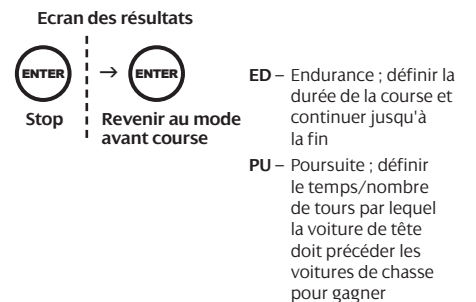 Ecran des résultats
ENTER → ENTER
Stop
Revenir au mode
avant course
ED – Endurance ; définir la
durée de la course et
continuer jusqu'à
la fin
PU – Poursuite ; définir
le temps/nombre
de tours par lequel
la voiture de tête
doit précéder les
voitures de chasse
pour gagner